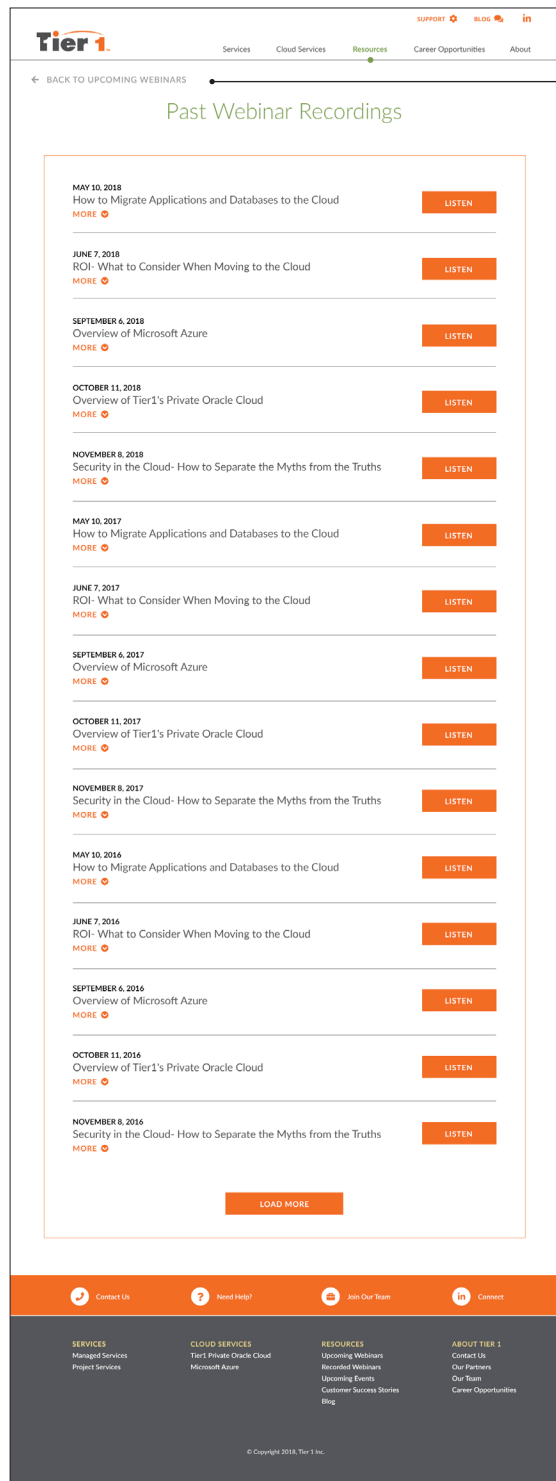 SUPPORT BLOG in
Tier 1
Services Cloud Services Resources Career Opportunities About
BACK TO UPCOMING WEBINARS
Past Webinar Recordings
MAY 10, 2018
How to Migrate Applications and Databases to the Cloud
MORE
LISTEN
JUNE 7, 2018
ROI- What to Consider When Moving to the Cloud
MORE
LISTEN
SEPTEMBER 6, 2018
Overview of Microsoft Azure
MORE
LISTEN
OCTOBER 11, 2018
Overview of Tier1's Private Oracle Cloud
MORE
LISTEN
NOVEMBER 8, 2018
Security in the Cloud- How to Separate the Myths from the Truths
MORE
LISTEN
MAY 10, 2017
How to Migrate Applications and Databases to the Cloud
MORE
LISTEN
JUNE 7, 2017
ROI- What to Consider When Moving to the Cloud
MORE
LISTEN
SEPTEMBER 6, 2017
Overview of Microsoft Azure
MORE
LISTEN
OCTOBER 11, 2017
Overview of Tier1's Private Oracle Cloud
MORE
LISTEN
NOVEMBER 8, 2017
Security in the Cloud- How to Separate the Myths from the Truths
MORE
LISTEN
MAY 10, 2016
How to Migrate Applications and Databases to the Cloud
MORE
LISTEN
JUNE 7, 2016
ROI- What to Consider When Moving to the Cloud
MORE
LISTEN
SEPTEMBER 6, 2016
Overview of Microsoft Azure
MORE
LISTEN
OCTOBER 11, 2016
Overview of Tier1's Private Oracle Cloud
MORE
LISTEN
NOVEMBER 8, 2016
Security in the Cloud- How to Separate the Myths from the Truths
MORE
LISTEN
LOAD MORE
Contact Us ? Need Help? Join Our Team in Connect
SERVICES
Managed Services
Project Services
CLOUD SERVICES
Tier1 Private Oracle Cloud
Microsoft Azure
RESOURCES
Upcoming Webinars
Recorded Webinars
Upcoming Events
Customer Success Stories
Blog
ABOUT TIER 1
Contact Us
Our Partners
Our Team
Career Opportunities
© Copyright 2018, Tier 1 Inc.